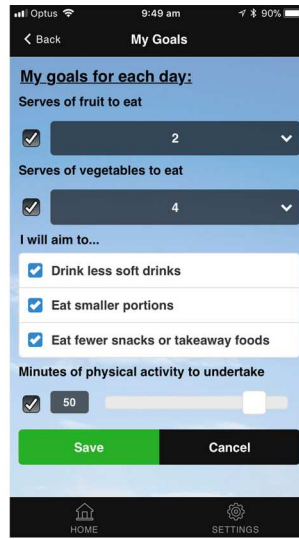 Optus 9:49 am 90%
Back My Goals
My goals for each day:
Serves of fruit to eat
2
Serves of vegetables to eat
4
I will aim to...
Drink less soft drinks
Eat smaller portions
Eat fewer snacks or takeaway foods
Minutes of physical activity to undertake
50
Save Cancel
HOME SETTINGS